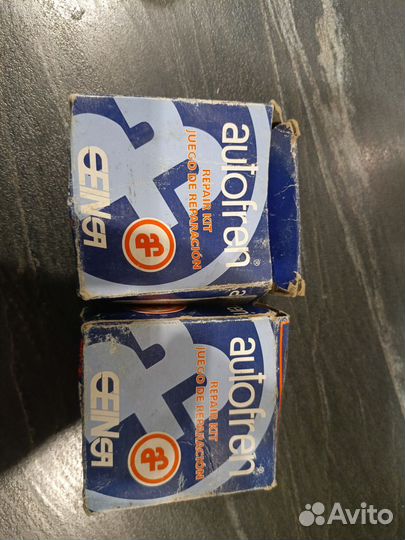 autofren®
REPAIR KIT
JUEGO DE REPARACIÓN
SEINSA
autofren®
REPAIR KIT
JUEGO DE REPARACIÓN
SEINSA
Avito